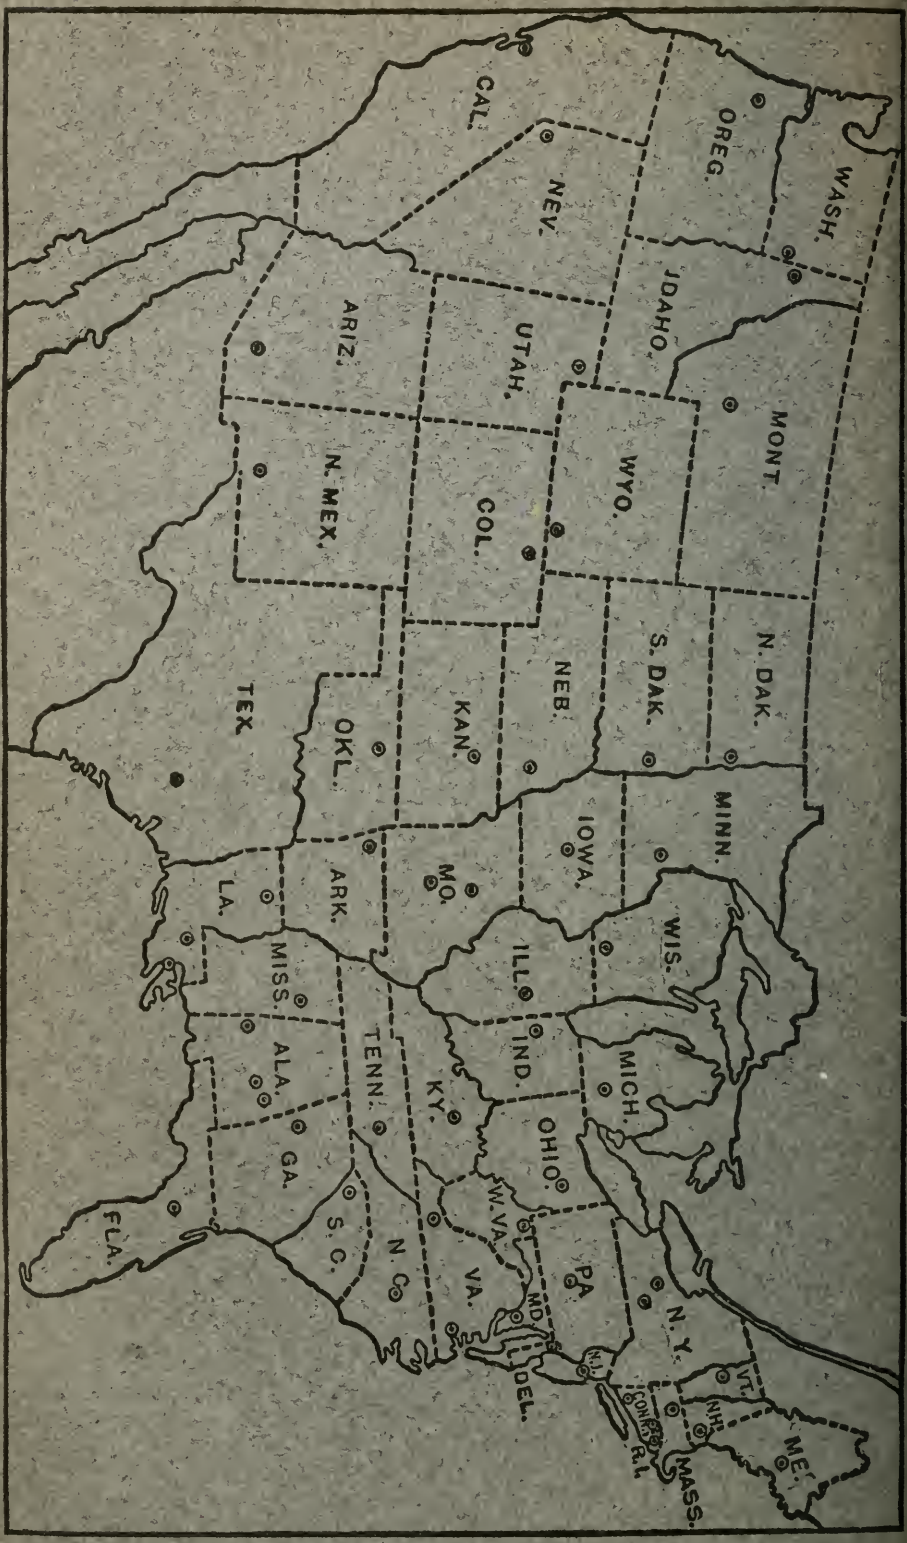 WASH.
OREG.
CAL.
NEV.
IDAHO.
MONT.
WYO.
UTAH.
ARIZ.
COL.
N. MEX.
N. DAK.
S. DAK.
NEB.
KAN.
OKL.
TEX.
MINN.
IOWA.
MO.
ARK.
LA.
WIS.
ILL.
MICH.
IND.
OHIO.
KY.
TENN.
MISS.
ALA.
GA.
FLA.
S. C.
N. C.
VA.
W. VA.
MD.
DEL.
PA
N. J.
N. Y.
CONN.
R. I.
MASS.
VT.
N.H.
ME.